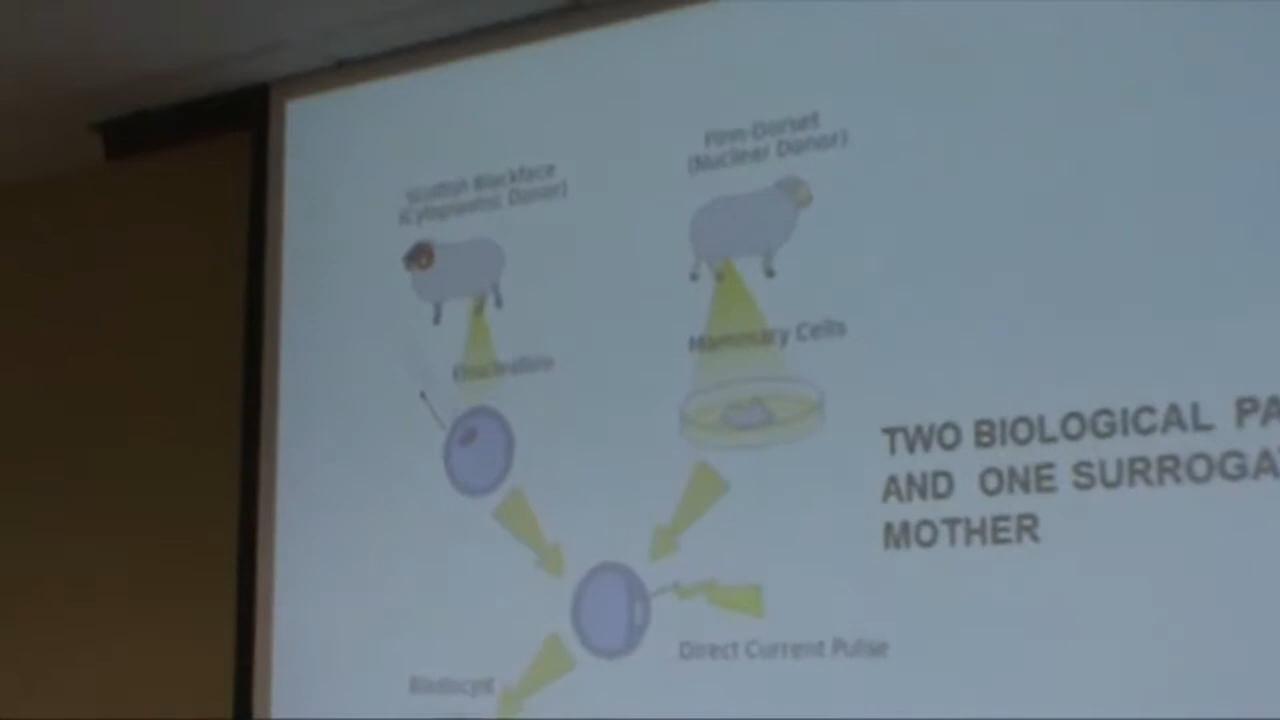 Finn-Dorset
(Nuclear Donor)
Scottish Blackface
(Cytoplasmic Donor)
Mammary Cells
Enucleation
TWO BIOLOGICAL PA
AND ONE SURROGA
MOTHER
Direct Current Pulse